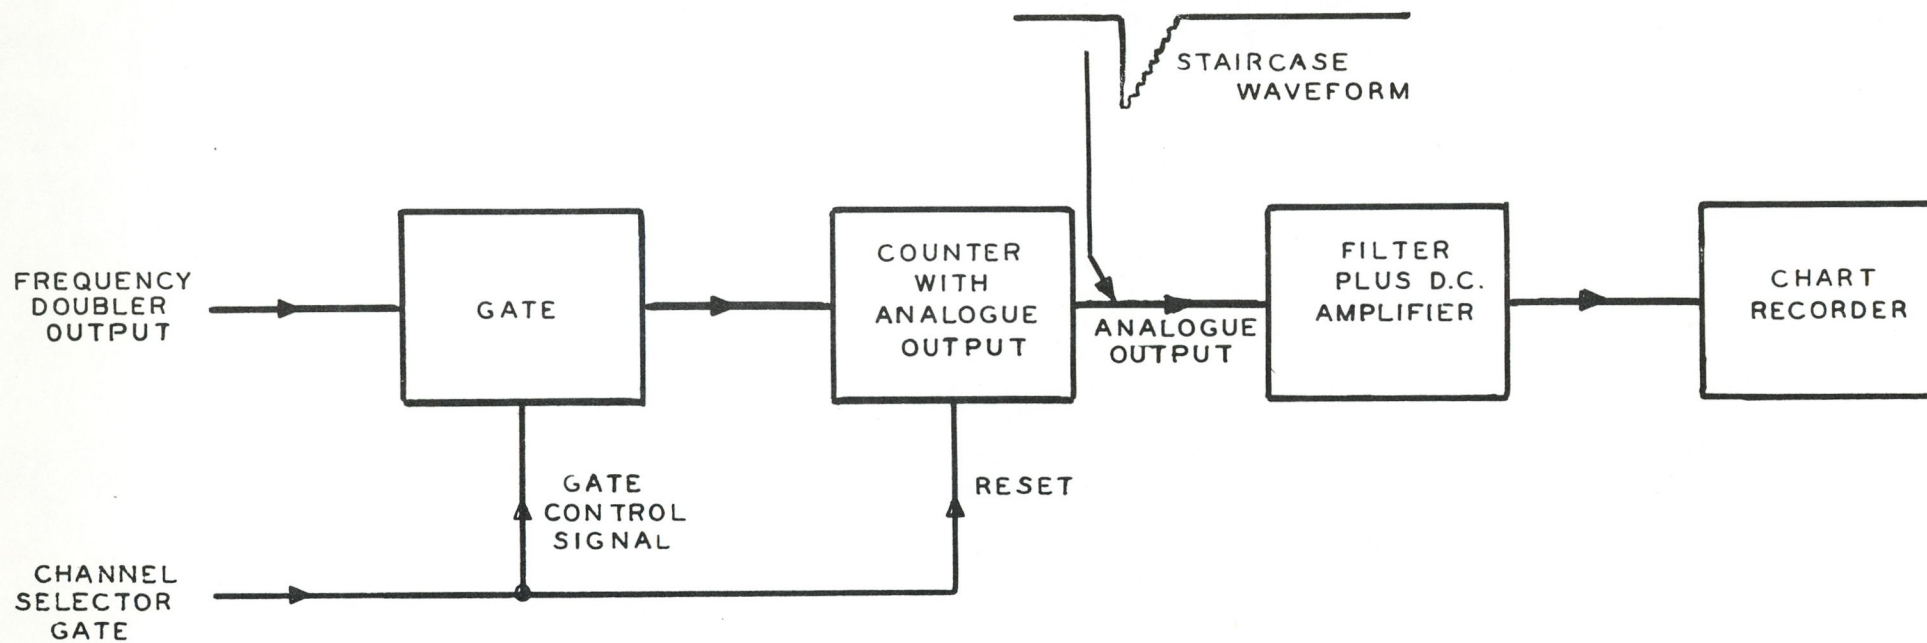 STAIRCASE
WAVEFORM
FREQUENCY
DOUBLER
OUTPUT
GATE
COUNTER
WITH
ANALOGUE
OUTPUT
ANALOGUE
OUTPUT
FILTER
PLUS D.C.
AMPLIFIER
CHART
RECORDER
GATE
CONTROL
SIGNAL
RESET
CHANNEL
SELECTOR
GATE